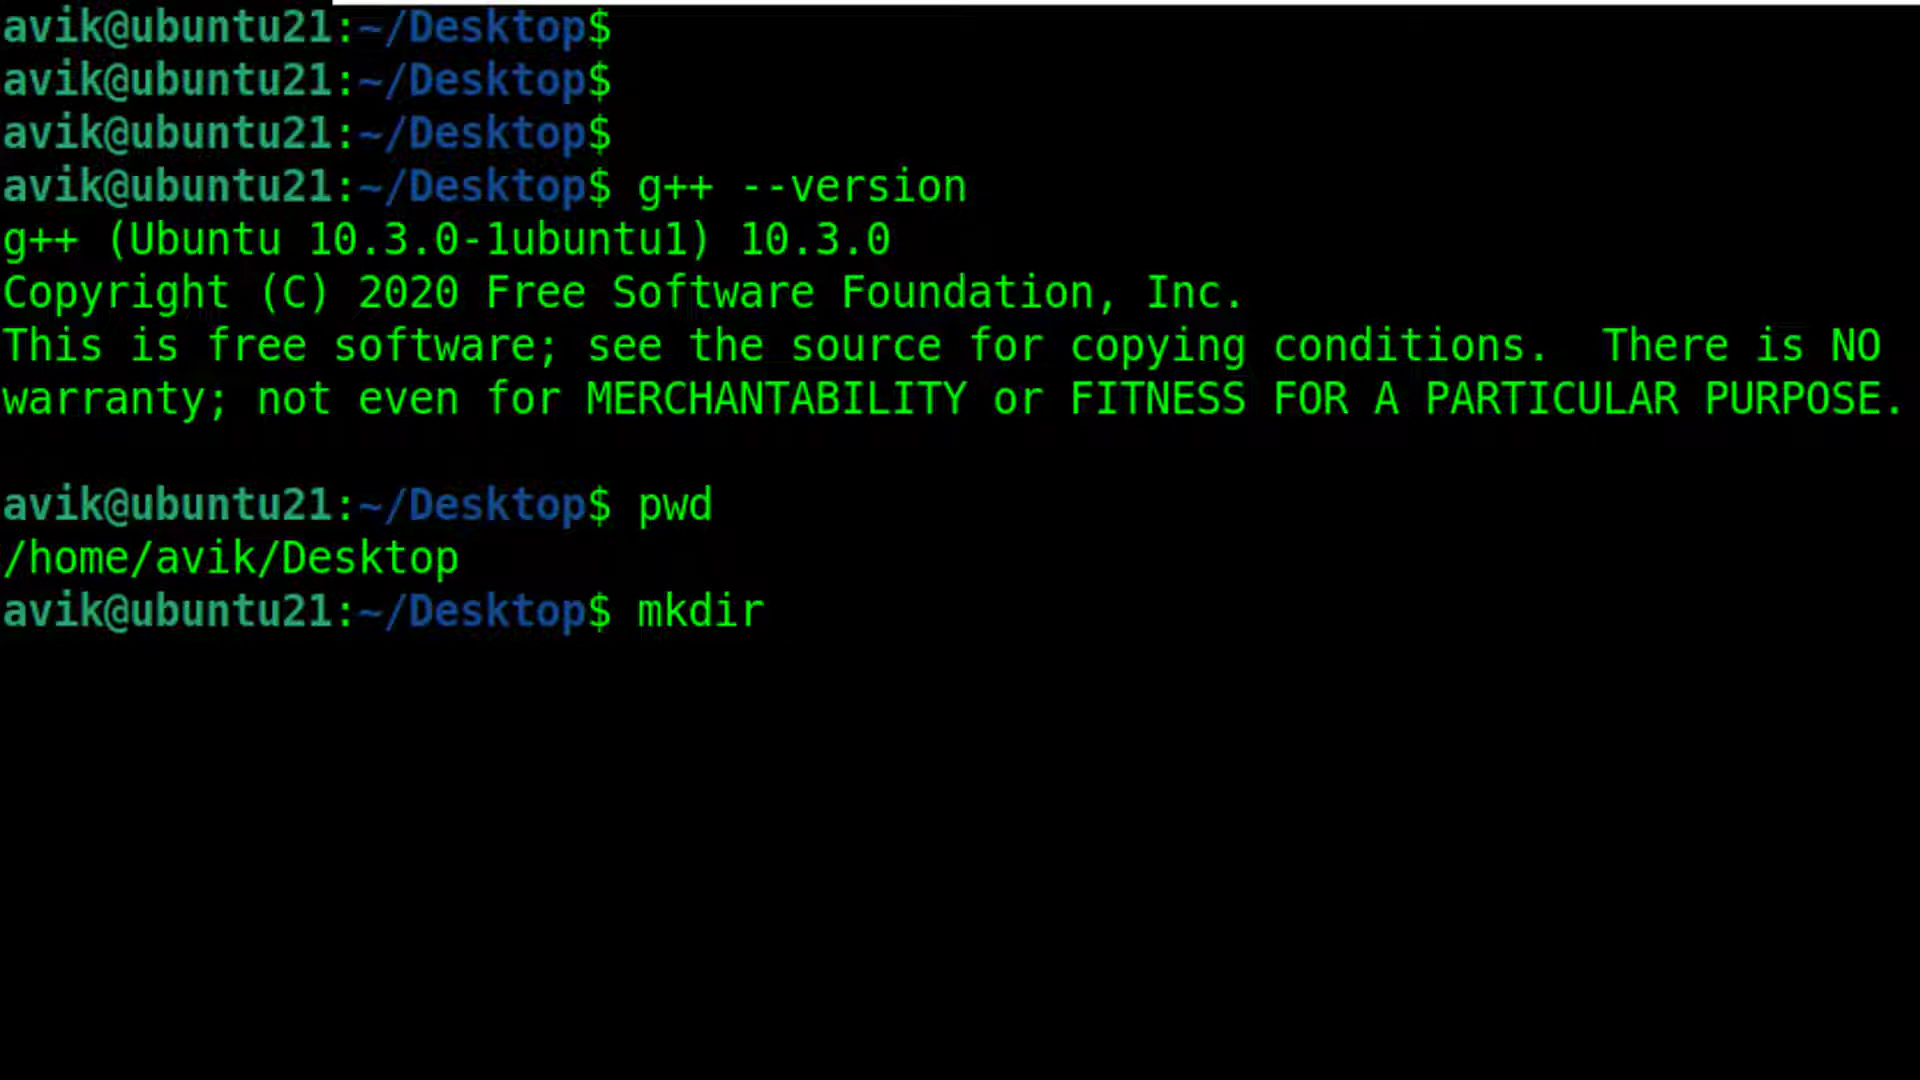 avik@ubuntu21:~/Desktop$
avik@ubuntu21:~/Desktop$
avik@ubuntu21:~/Desktop$
avik@ubuntu21:~/Desktop$ g++ --version
g++ (Ubuntu 10.3.0-1ubuntu1) 10.3.0
Copyright (C) 2020 Free Software Foundation, Inc.
This is free software; see the source for copying conditions.  There is NO
warranty; not even for MERCHANTABILITY or FITNESS FOR A PARTICULAR PURPOSE.
avik@ubuntu21:~/Desktop$ pwd
/home/avik/Desktop
avik@ubuntu21:~/Desktop$ mkdir